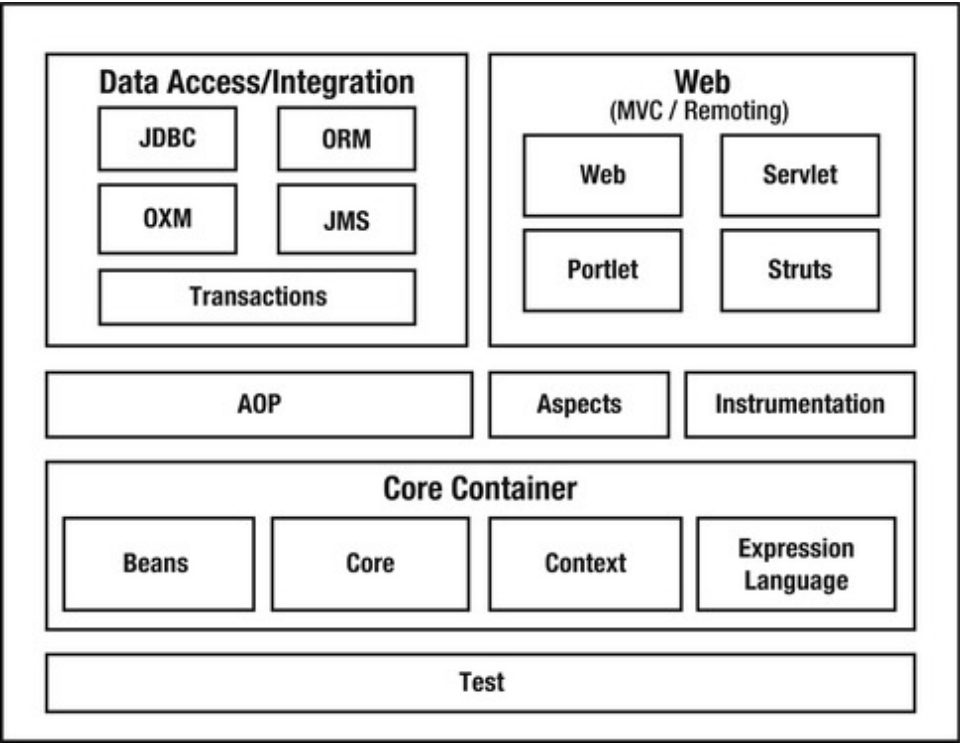 Data Access/Integration
JDBC
ORM
OXM
JMS
Transactions
Web
(MVC / Remoting)
Web
Servlet
Portlet
Struts
AOP
Aspects
Instrumentation
Core Container
Beans
Core
Context
Expression
Language
Test